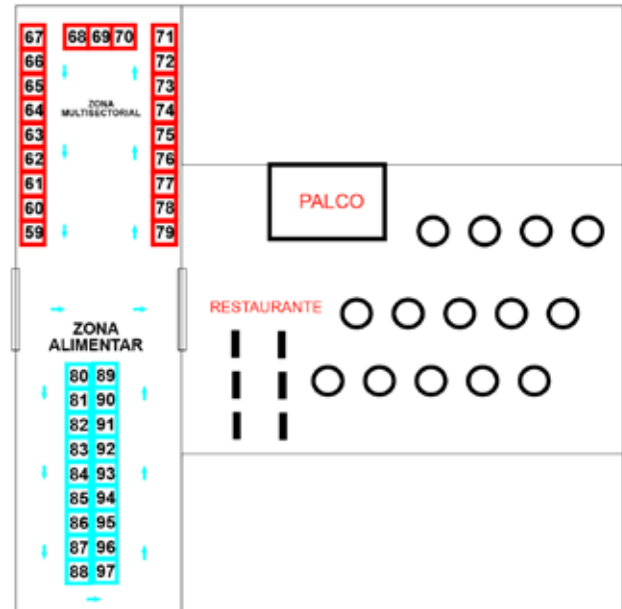 67 68 69 70 71
66 72
65 73
ZONA
MULTISECTORIAL
64 74
63 75
62 76
61 77
60 78
59 79
PALCO
RESTAURANTE
ZONA
ALIMENTAR
80 89
81 90
82 91
83 92
84 93
85 94
86 95
87 96
88 97